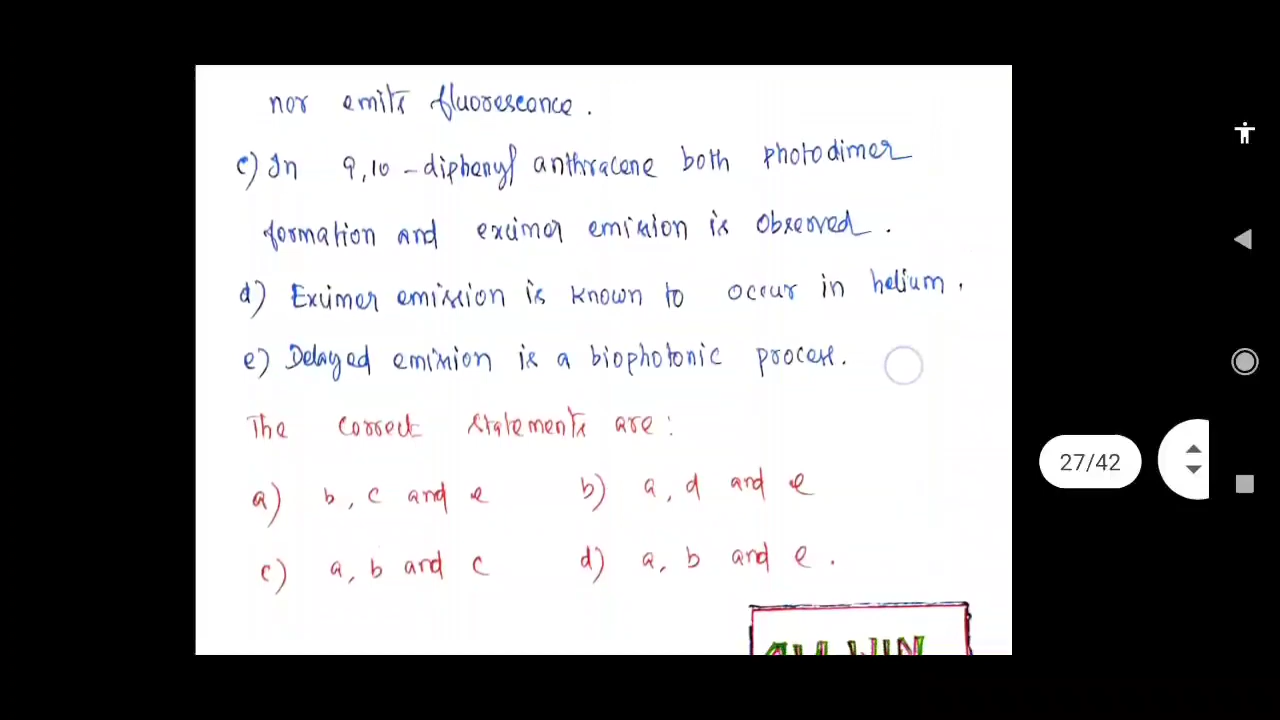 nor emits fluorescence.
c) In 9,10 - diphenyl anthracene both photodimer
formation and excimer emission is observed.
d) Excimer emission is known to occur in helium.
e) Delayed emission is a biophotonic process.
The correct statements are:
a) b, c and e b) a, d and e
c) a, b and c d) a, b and e.
27/42